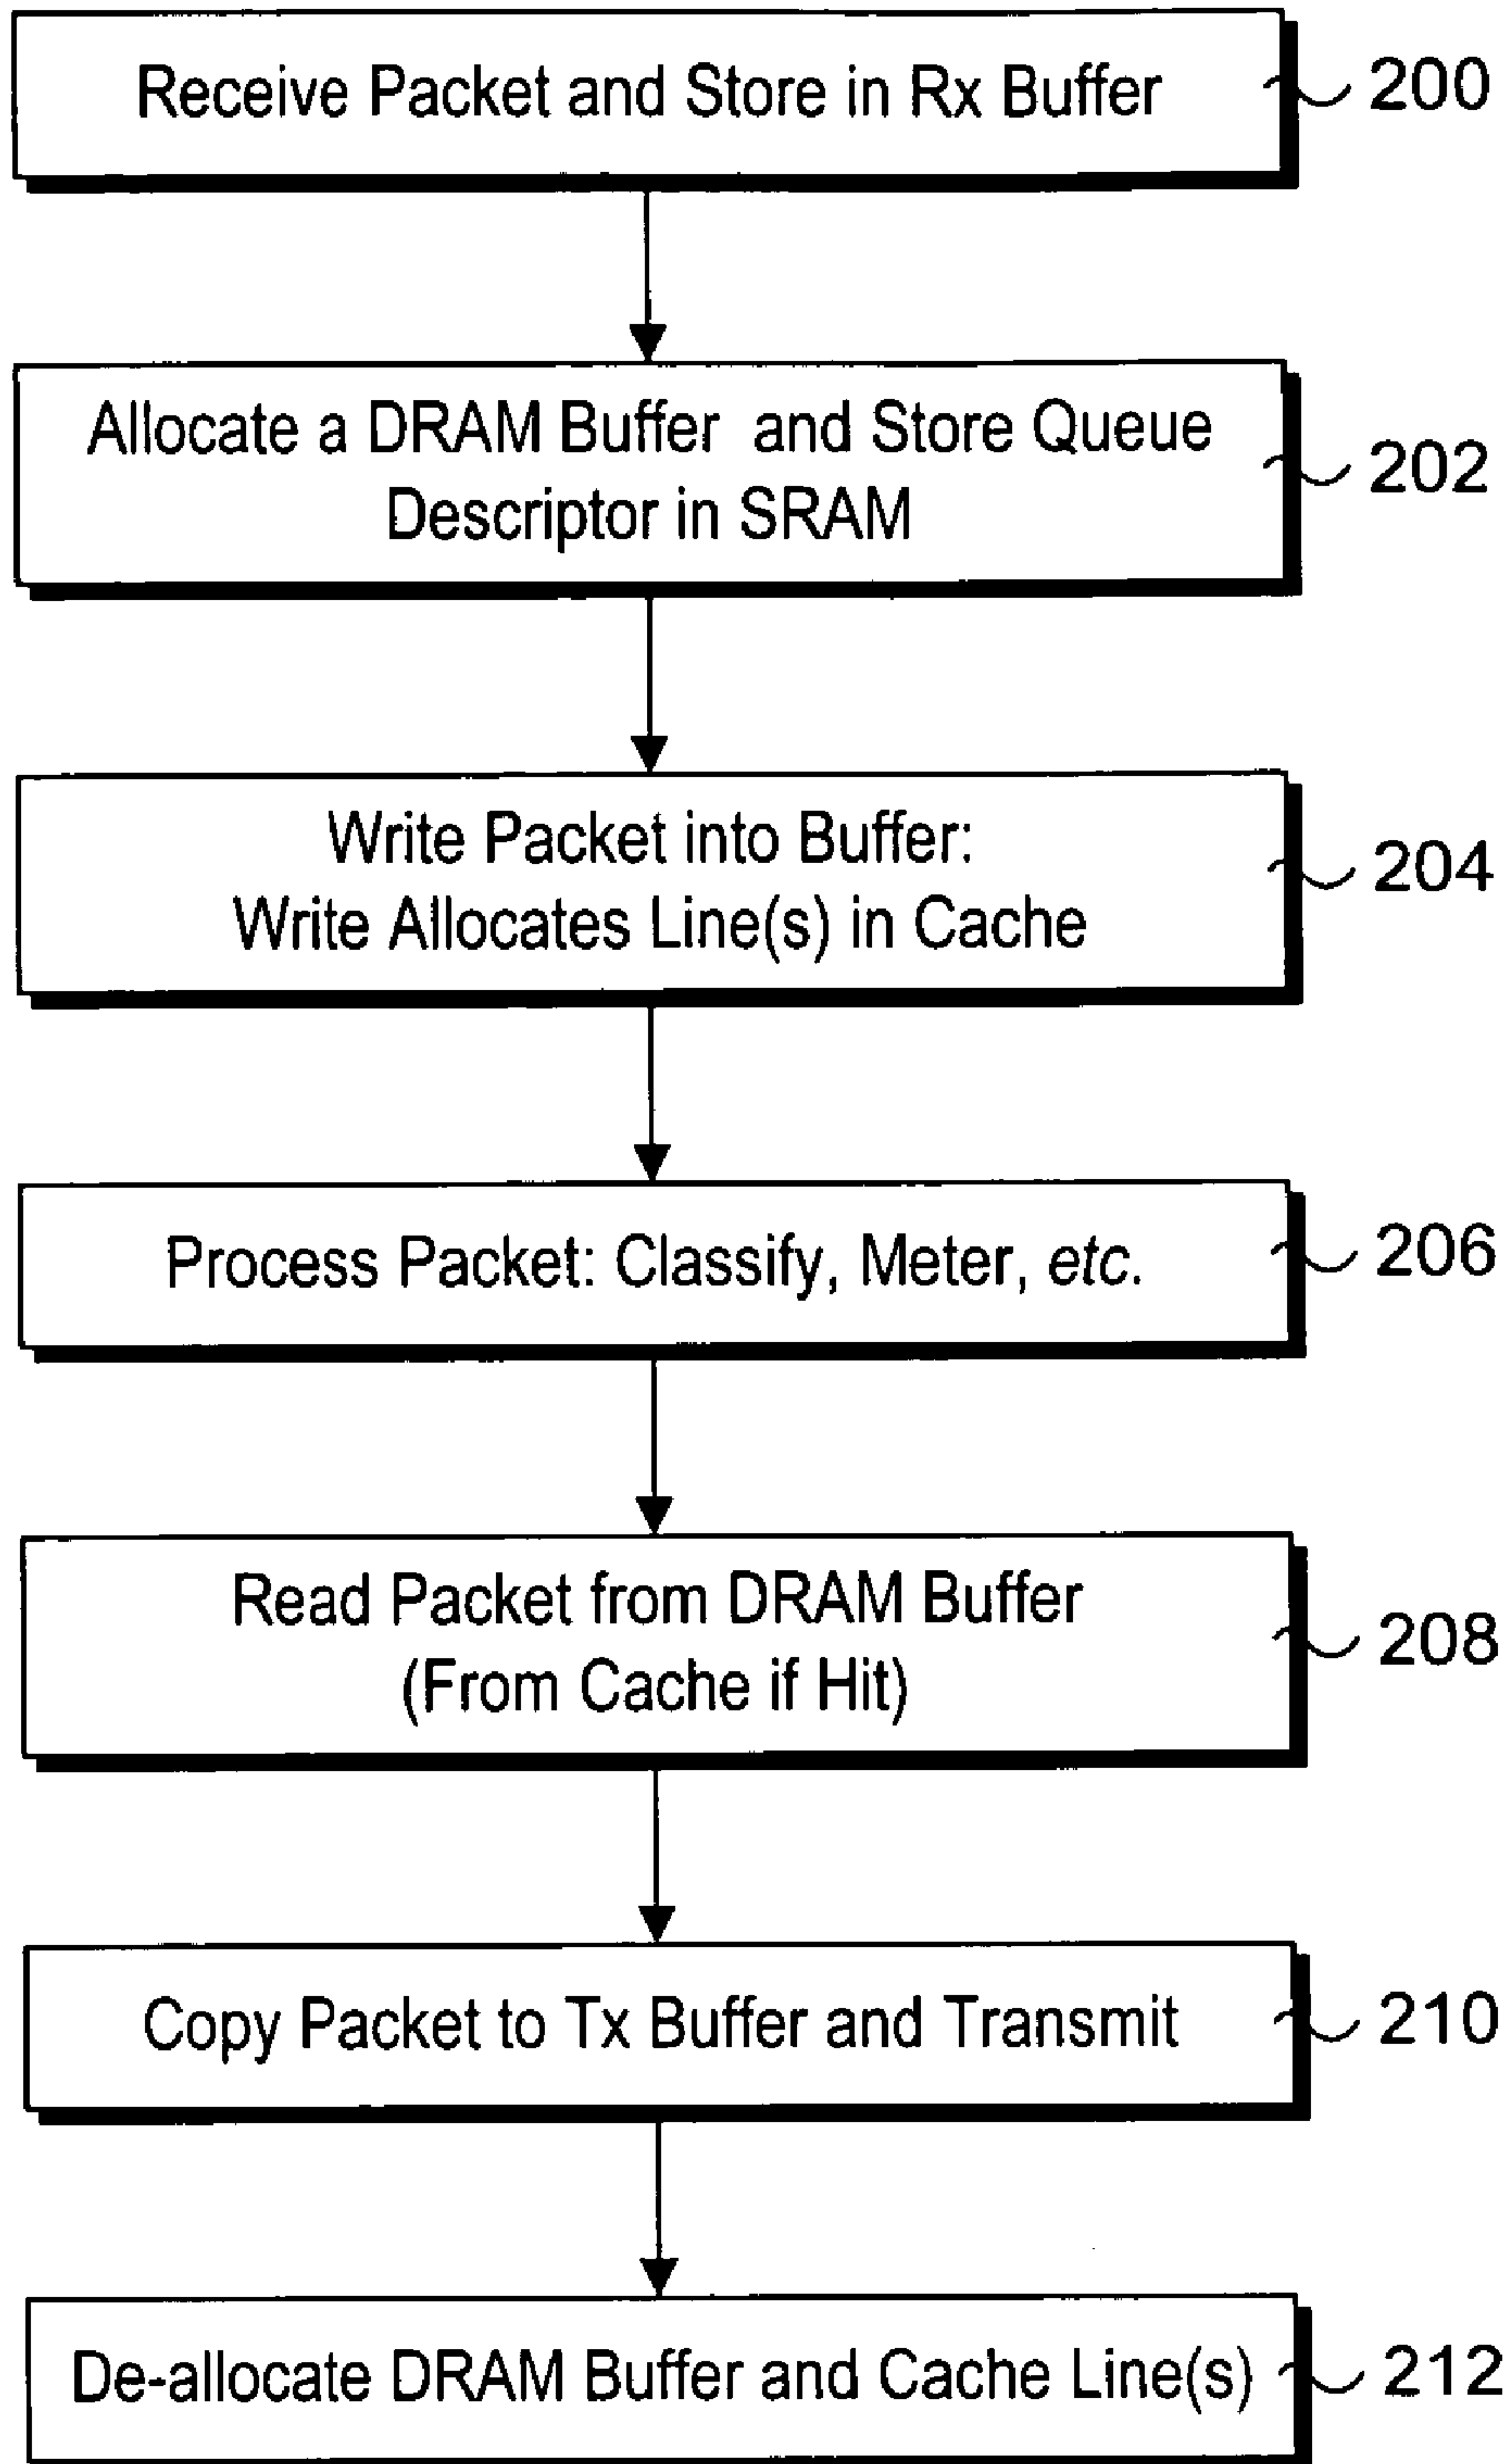 Receive Packet and Store in Rx Buffer
200
Allocate a DRAM Buffer and Store Queue
Descriptor in SRAM
202
Write Packet into Buffer:
Write Allocates Line(s) in Cache
204
Process Packet: Classify, Meter, etc.
206
Read Packet from DRAM Buffer
(From Cache if Hit)
208
Copy Packet to Tx Buffer and Transmit
210
De-allocate DRAM Buffer and Cache Line(s)
212